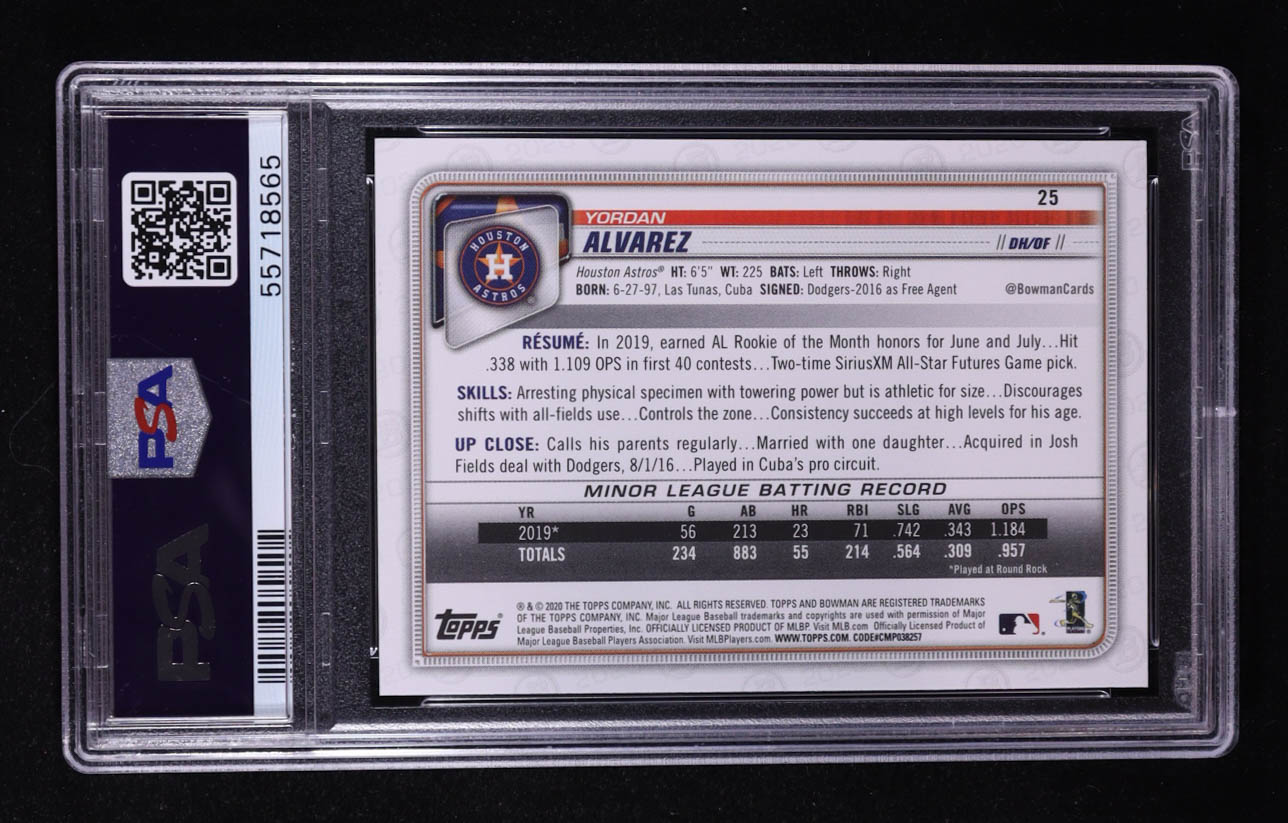 55718565
PSA
PSA
25
YORDAN
ALVAREZ
// DH/OF //
HOUSTON
H
ASTROS
Houston Astros® HT: 6'5" WT: 225 BATS: Left THROWS: Right
BORN: 6-27-97, Las Tunas, Cuba SIGNED: Dodgers-2016 as Free Agent @BowmanCards
RÉSUMÉ: In 2019, earned AL Rookie of the Month honors for June and July...Hit
.338 with 1.109 OPS in first 40 contests...Two-time SiriusXM All-Star Futures Game pick.
SKILLS: Arresting physical specimen with towering power but is athletic for size...Discourages
shifts with all-fields use...Controls the zone...Consistency succeeds at high levels for his age.
UP CLOSE: Calls his parents regularly...Married with one daughter...Acquired in Josh
Fields deal with Dodgers, 8/1/16...Played in Cuba's pro circuit.
MINOR LEAGUE BATTING RECORD
YR G AB HR RBI SLG AVG OPS
2019* 56 213 23 71 .742 .343 1.184
TOTALS 234 883 55 214 .564 .309 .957
*Played at Round Rock
Topps
® & © 2020 THE TOPPS COMPANY, INC. ALL RIGHTS RESERVED. TOPPS AND BOWMAN ARE REGISTERED TRADEMARKS
OF THE TOPPS COMPANY, INC. Major League Baseball trademarks and copyrights are used with permission of Major
League Baseball Properties, Inc. OFFICIALLY LICENSED PRODUCT OF MLBP. Visit MLB.com. Officially Licensed Product of
Major League Baseball Players Association. Visit MLBPlayers.com. WWW.TOPPS.COM. CODE#CMP038257